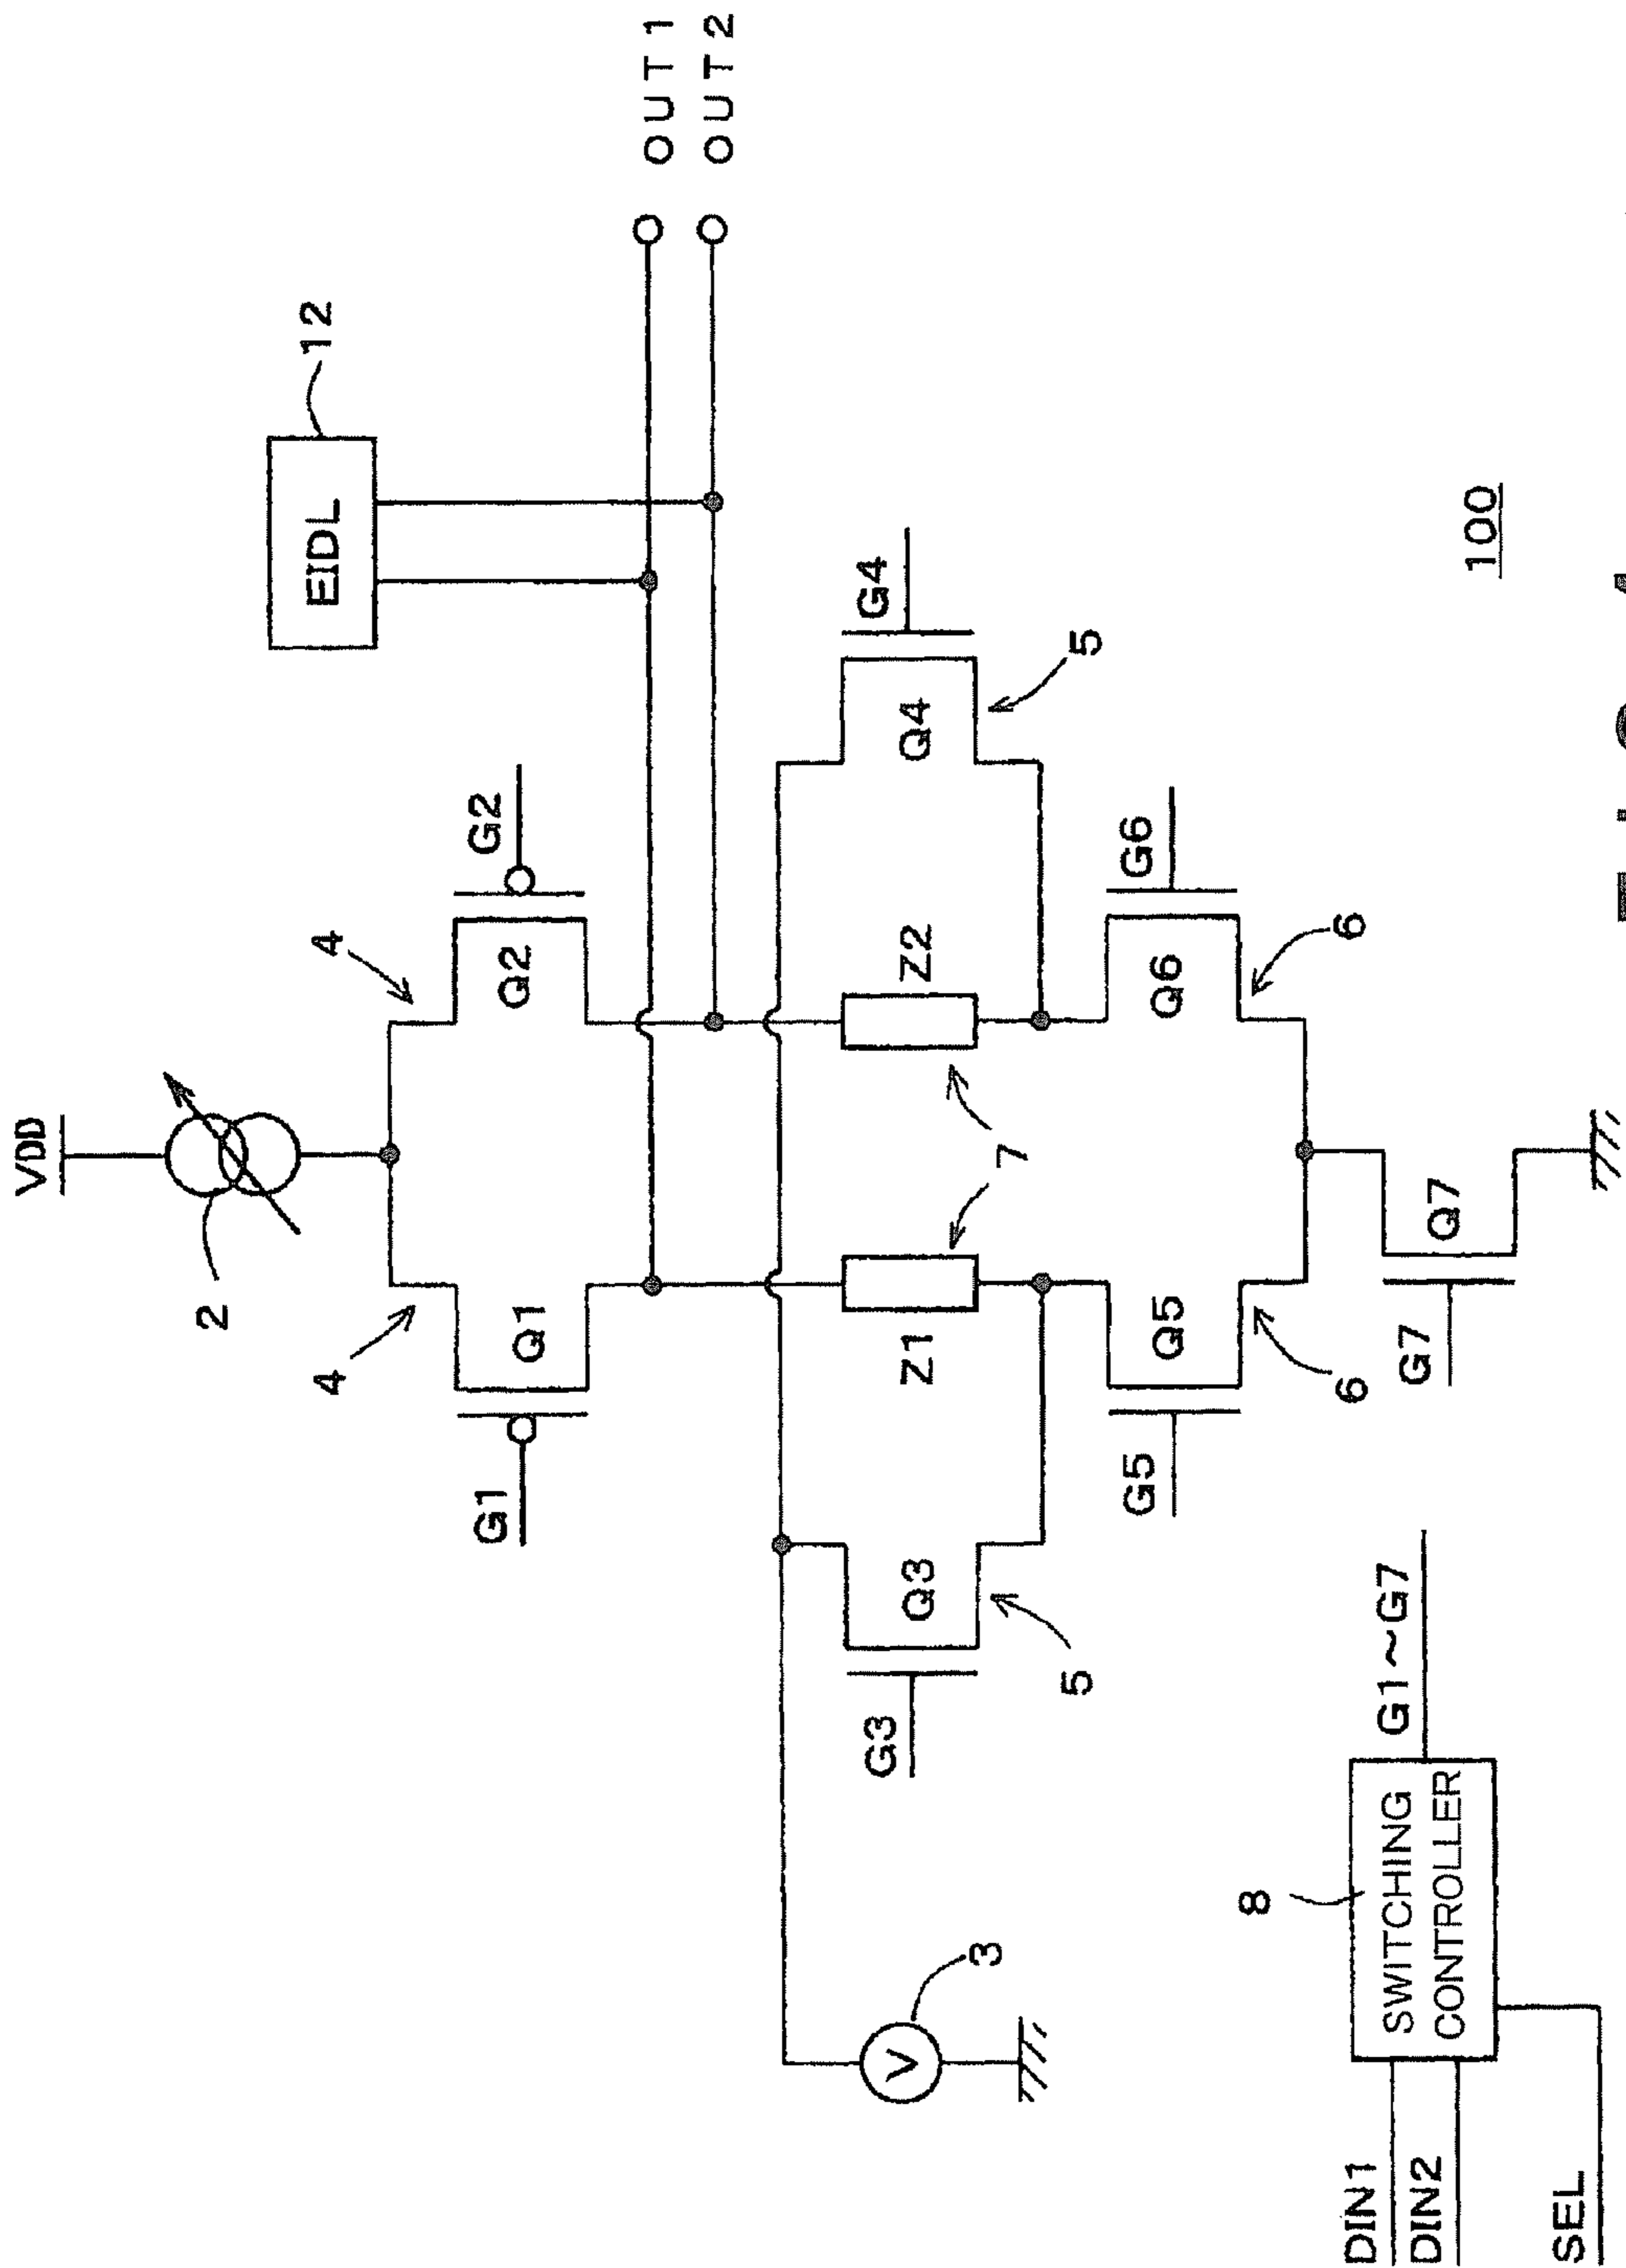 VDD
2
4
4
G1
Q1
Q2
G2
EIDL
12
OUT1
OUT2
3
V
G3
Q3
5
Z1
7
Z2
Q4
G4
5
G5
Q5
6
Q6
G6
6
G7
Q7
DIN1
DIN2
SEL
8
SWITCHING
CONTROLLER
G1~G7
100